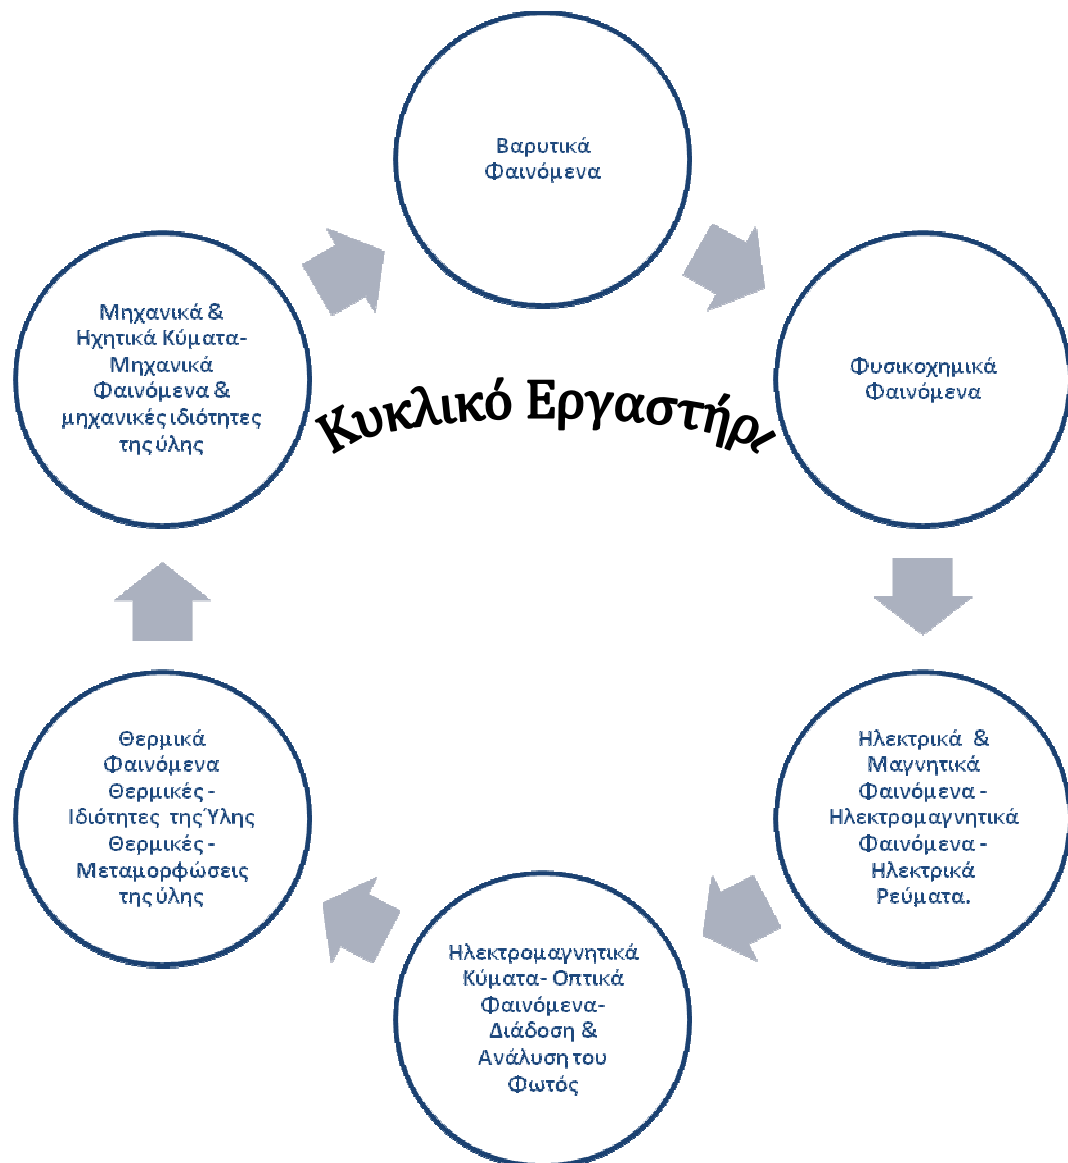 Βαρυτικά
Φαινόμενα
Φυσικοχημικά
Φαινόμενα
Ηλεκτρικά &
Μαγνητικά
Φαινόμενα -
Ηλεκτρομαγνητικά
Φαινόμενα -
Ηλεκτρικά
Ρεύματα.
Ηλεκτρομαγνητικά
Κύματα- Οπτικά
Φαινόμενα-
Διάδοση &
Ανάλυση του
Φωτός
Θερμικά
Φαινόμενα
Θερμικές -
Ιδιότητες της Ύλης
Θερμικές -
Μεταμορφώσεις
της ύλης
Μηχανικά &
Ηχητικά Κύματα-
Μηχανικά
Φαινόμενα &
μηχανικές ιδιότητες
της ύλης
Κυκλικό Εργαστήρι